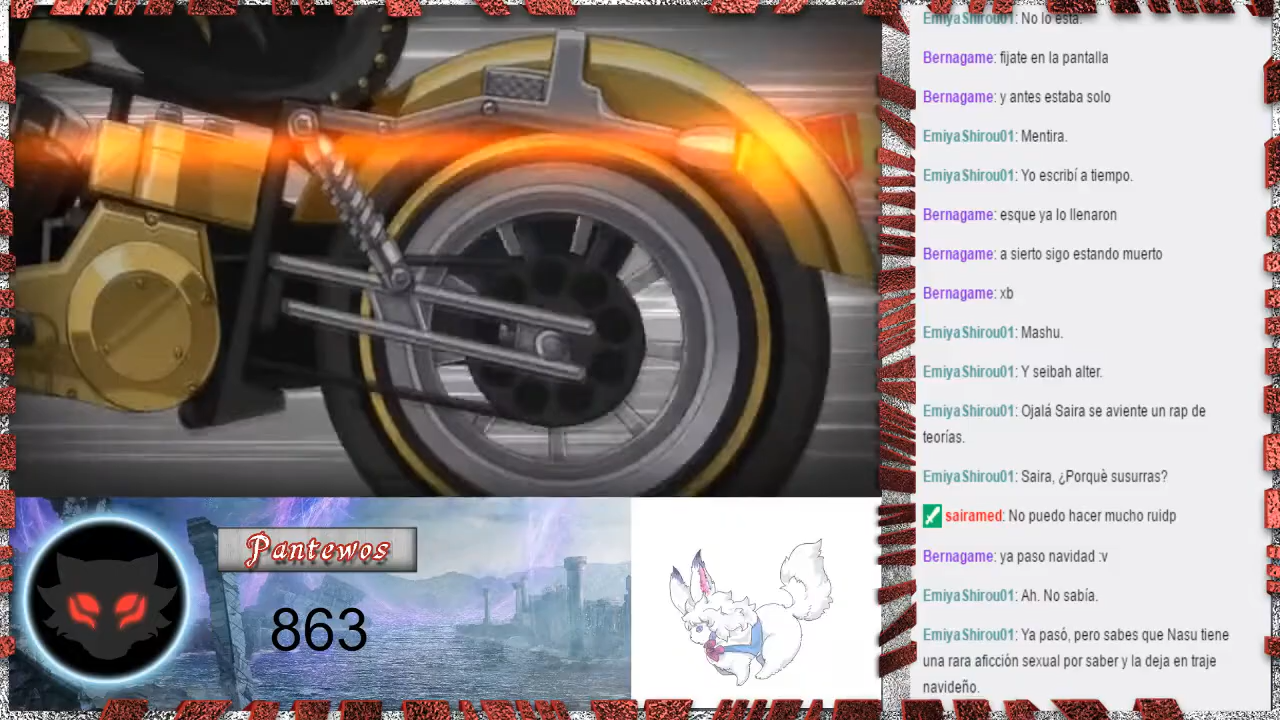 EmiyaShirou01: No lo está.
Bernagame: fijate en la pantalla
Bernagame: y antes estaba solo
EmiyaShirou01: Mentira.
EmiyaShirou01: Yo escribí a tiempo.
Bernagame: esque ya lo llenaron
Bernagame: a sierto sigo estando muerto
Bernagame: xb
EmiyaShirou01: Mashu.
EmiyaShirou01: Y seibah alter.
EmiyaShirou01: Ojalá Saira se aviente un rap de
teorías.
EmiyaShirou01: Saira, ¿Porquè susurras?
sairamed: No puedo hacer mucho ruidp
Bernagame: ya paso navidad :v
EmiyaShirou01: Ah. No sabía.
EmiyaShirou01: Ya pasó, pero sabes que Nasu tiene
una rara aficción sexual por saber y la deja en traje
navideño.
Pantewos
863